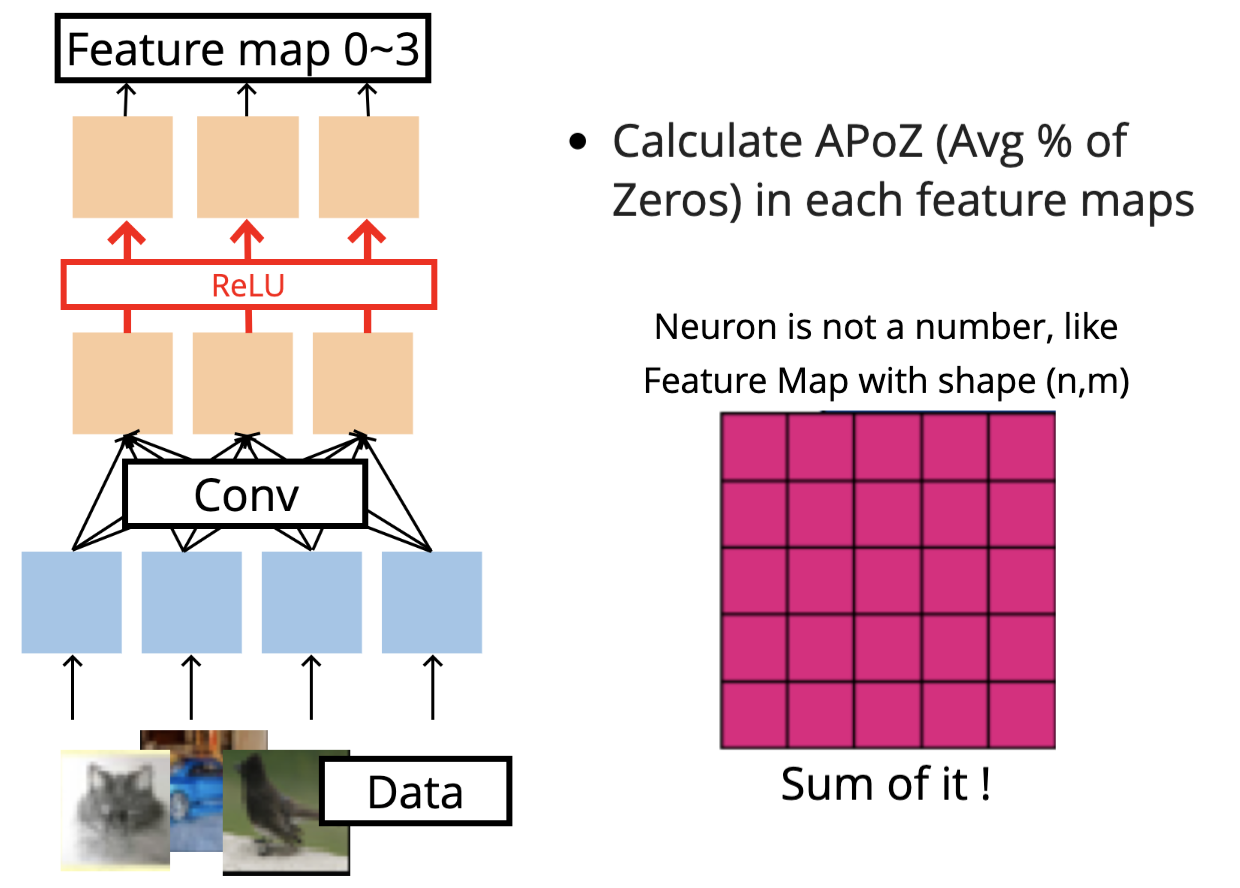 Feature map 0~3
ReLU
Conv
Data
• Calculate APoZ (Avg % of
Zeros) in each feature maps
Neuron is not a number, like
Feature Map with shape (n,m)
Sum of it !